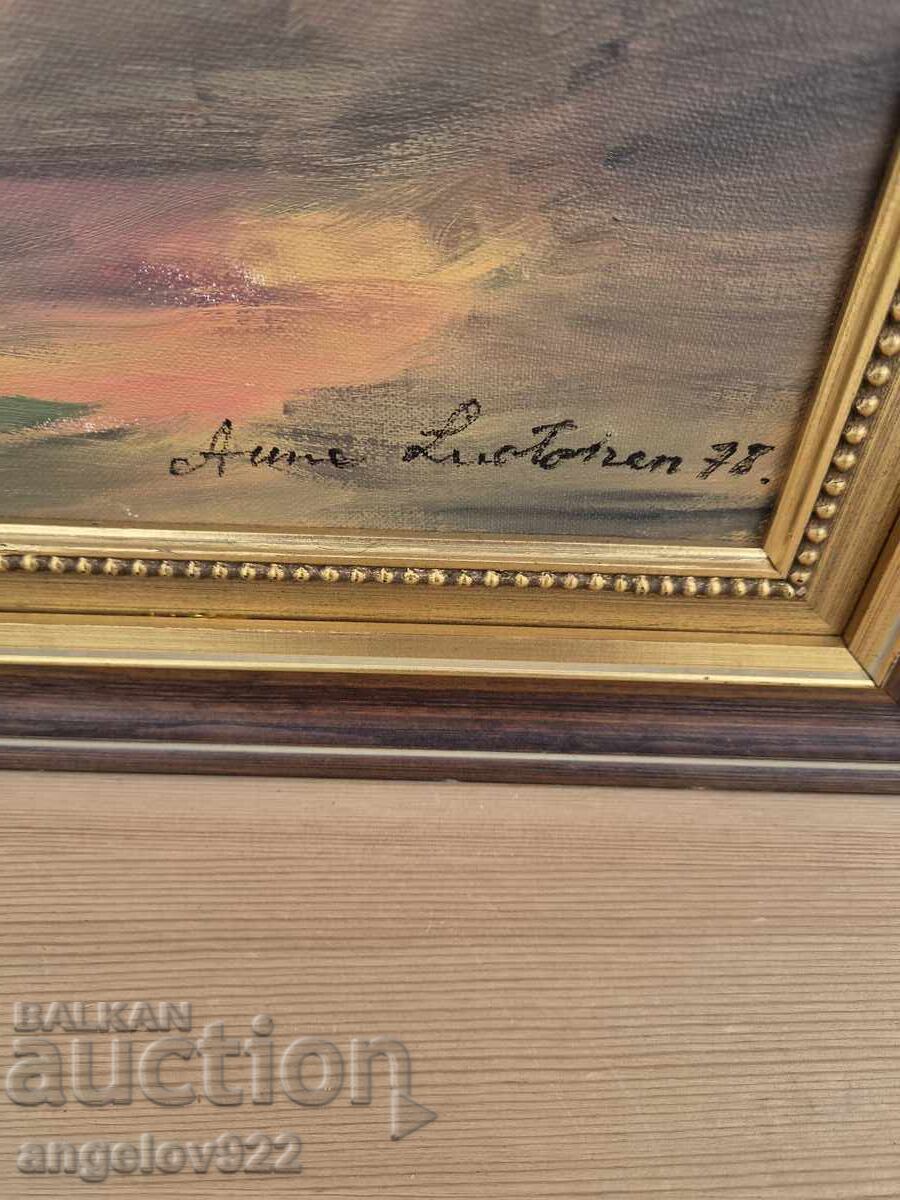 Aune Luotonen 78.
BALKAN
auction
angelov922